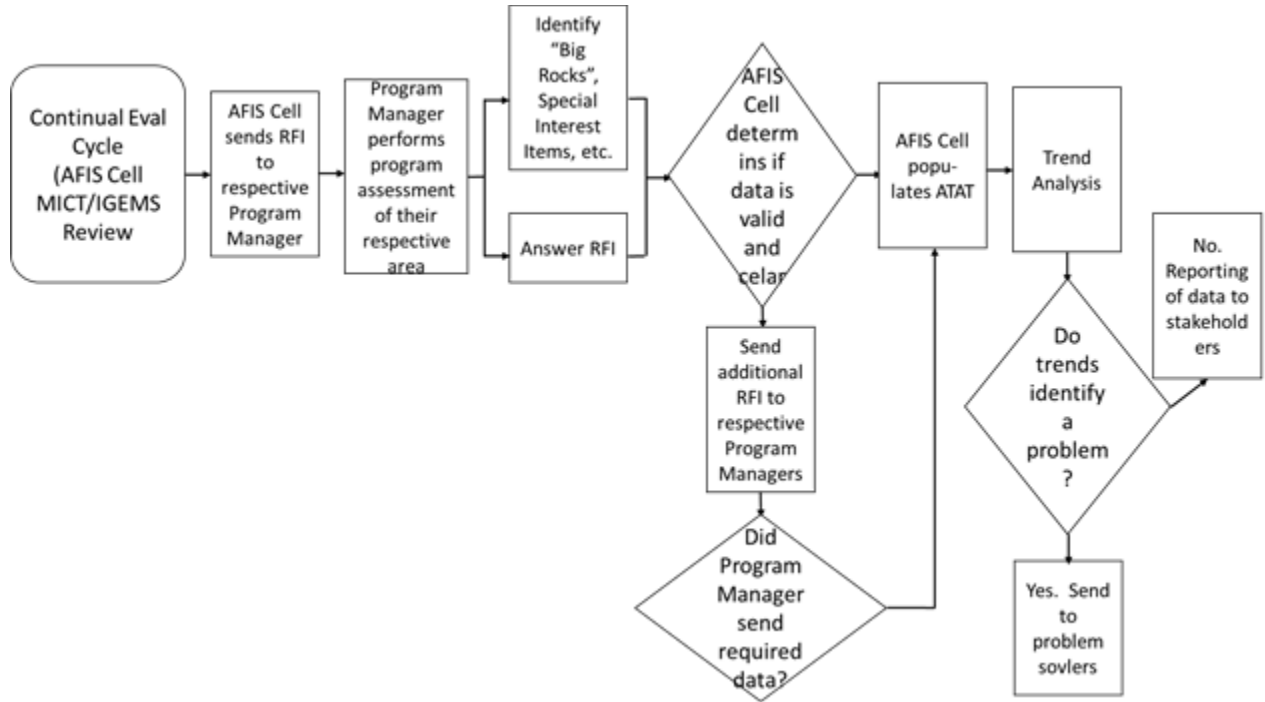 Continual Eval
Cycle
(AFIS Cell
MICT/IGEMS
Review
AFIS Cell
sends RFI
to
respective
Program
Manager
Program
Manager
performs
program
assessment
of their
respective
area
Identify
“Big
Rocks”,
Special
Interest
Items, etc.
Answer RFI
AFIS
Cell
determ
ins if
data is
valid
and
celar
Send
additional
RFI to
respective
Program
Managers
Did
Program
Manager
send
required
data?
AFIS Cell
popu-
lates ATAT
Trend
Analysis
Do
trends
identify
a
problem
?
No.
Reporting
of data to
stakehold
ers
Yes. Send
to
problem
sovlers